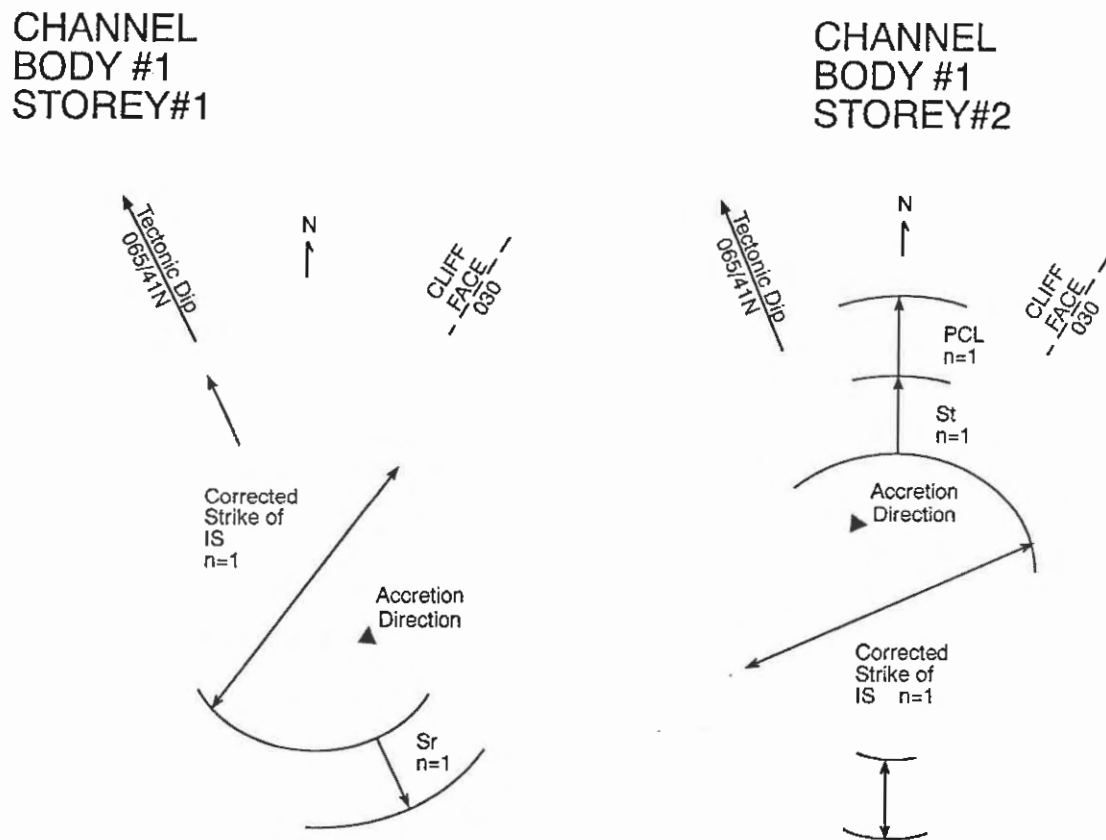 CHANNEL
BODY #1
STOREY#1
Tectonic Dip
065/41N
N
CLIFF
FACE
030
Corrected
Strike of
IS
n=1
Accretion
Direction
Sr
n=1
CHANNEL
BODY #1
STOREY#2
Tectonic Dip
065/41N
N
CLIFF
FACE
030
PCL
n=1
St
n=1
Accretion
Direction
Corrected
Strike of
IS n=1